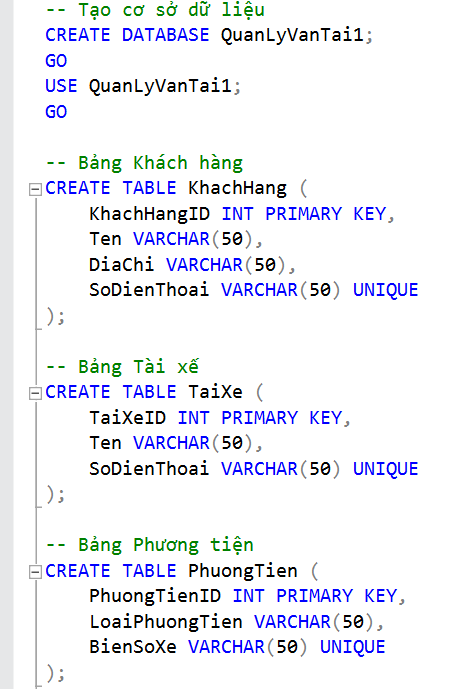 -- Tạo cơ sở dữ liệu
CREATE DATABASE QuanLyVanTai1;
GO
USE QuanLyVanTai1;
GO
-- Bảng Khách hàng
CREATE TABLE KhachHang (
KhachHangID INT PRIMARY KEY,
Ten VARCHAR(50),
DiaChi VARCHAR(50),
SoDienThoai VARCHAR(50) UNIQUE
);
-- Bảng Tài xế
CREATE TABLE TaiXe (
TaiXeID INT PRIMARY KEY,
Ten VARCHAR(50),
SoDienThoai VARCHAR(50) UNIQUE
);
-- Bảng Phương tiện
CREATE TABLE PhuongTien (
PhuongTienID INT PRIMARY KEY,
LoaiPhuongTien VARCHAR(50),
BienSoXe VARCHAR(50) UNIQUE
);